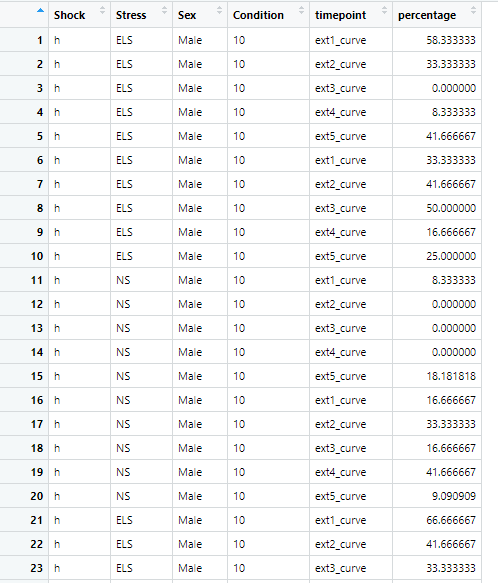 Shock Stress Sex Condition timepoint percentage
1 h ELS Male 10 ext1_curve 58.333333
2 h ELS Male 10 ext2_curve 33.333333
3 h ELS Male 10 ext3_curve 0.000000
4 h ELS Male 10 ext4_curve 8.333333
5 h ELS Male 10 ext5_curve 41.666667
6 h ELS Male 10 ext1_curve 33.333333
7 h ELS Male 10 ext2_curve 41.666667
8 h ELS Male 10 ext3_curve 50.000000
9 h ELS Male 10 ext4_curve 16.666667
10 h ELS Male 10 ext5_curve 25.000000
11 h NS Male 10 ext1_curve 8.333333
12 h NS Male 10 ext2_curve 0.000000
13 h NS Male 10 ext3_curve 0.000000
14 h NS Male 10 ext4_curve 0.000000
15 h NS Male 10 ext5_curve 18.181818
16 h NS Male 10 ext1_curve 16.666667
17 h NS Male 10 ext2_curve 33.333333
18 h NS Male 10 ext3_curve 16.666667
19 h NS Male 10 ext4_curve 41.666667
20 h NS Male 10 ext5_curve 9.090909
21 h ELS Male 10 ext1_curve 66.666667
22 h ELS Male 10 ext2_curve 41.666667
23 h ELS Male 10 ext3_curve 33.333333